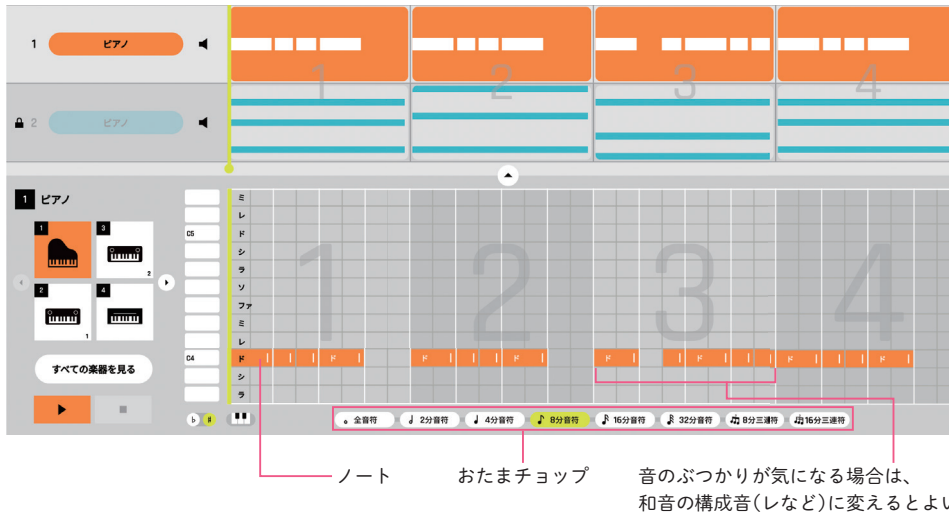 1 ピアノ
1 2 3 4
2 ピアノ
1 ピアノ
1 3
2
2 4
1
すべての楽器を見る
C5
C4
ミ
レ
ド
シ
ラ
ソ
ファ
ミ
レ
ド
シ
ラ
1 2 3 4
ド ド ド ド ド ド ド
♭ #
全音符 2分音符 4分音符 8分音符 16分音符 32分音符 8分三連符 16分三連符
ノート おたまチョップ 音のぶつかりが気になる場合は、
和音の構成音(レなど)に変えるとよい